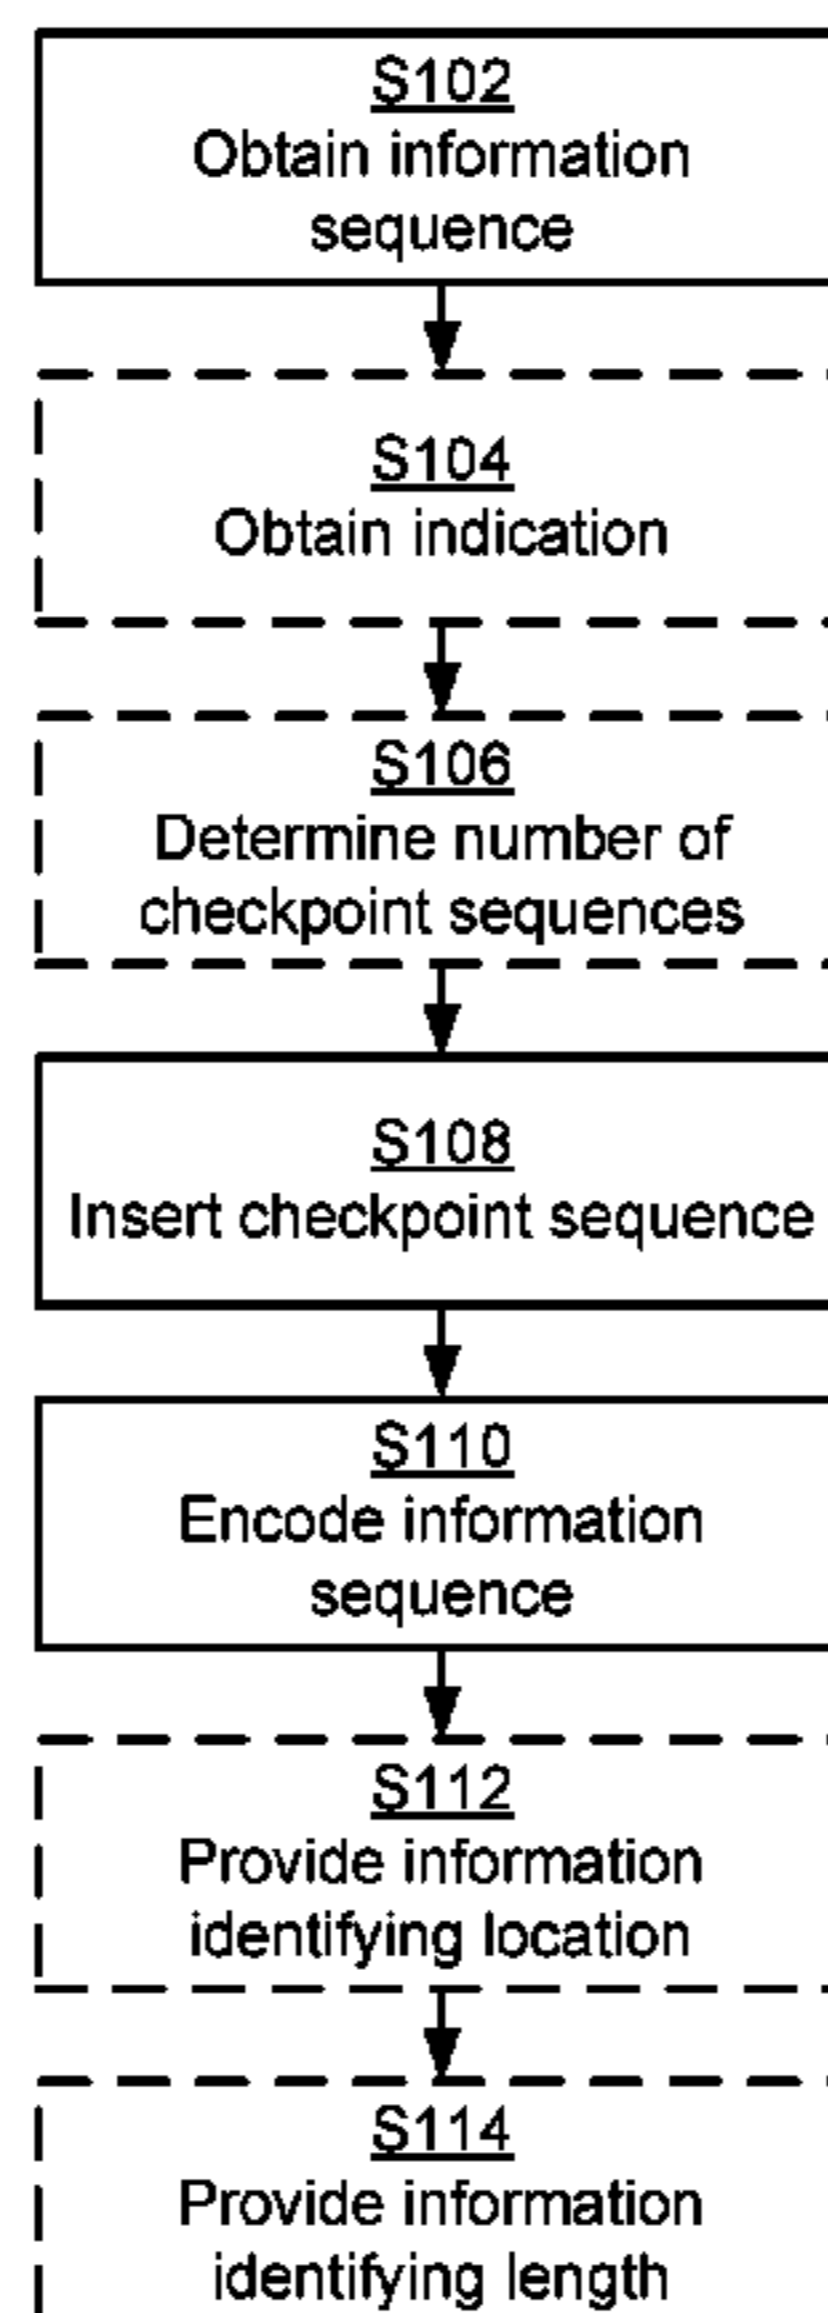 S102
Obtain information
sequence
S104
Obtain indication
S106
Determine number of
checkpoint sequences
S108
Insert checkpoint sequence
S110
Encode information
sequence
S112
Provide information
identifying location
S114
Provide information
identifying length